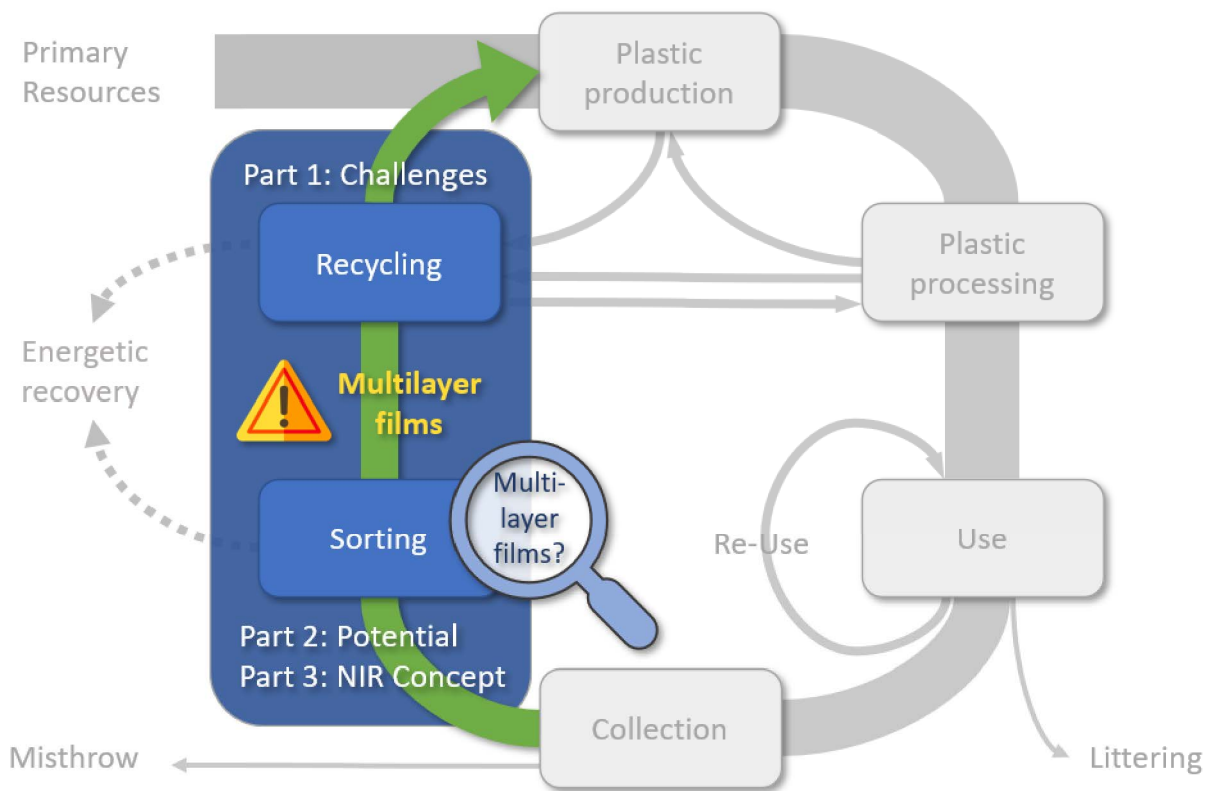 Primary
Resources
Plastic
production
Part 1: Challenges
Recycling
Plastic
processing
Energetic
recovery
Multilayer
films
Multi-
layer
films?
Sorting
Re-Use
Use
Part 2: Potential
Part 3: NIR Concept
Collection
Misthrow
Littering